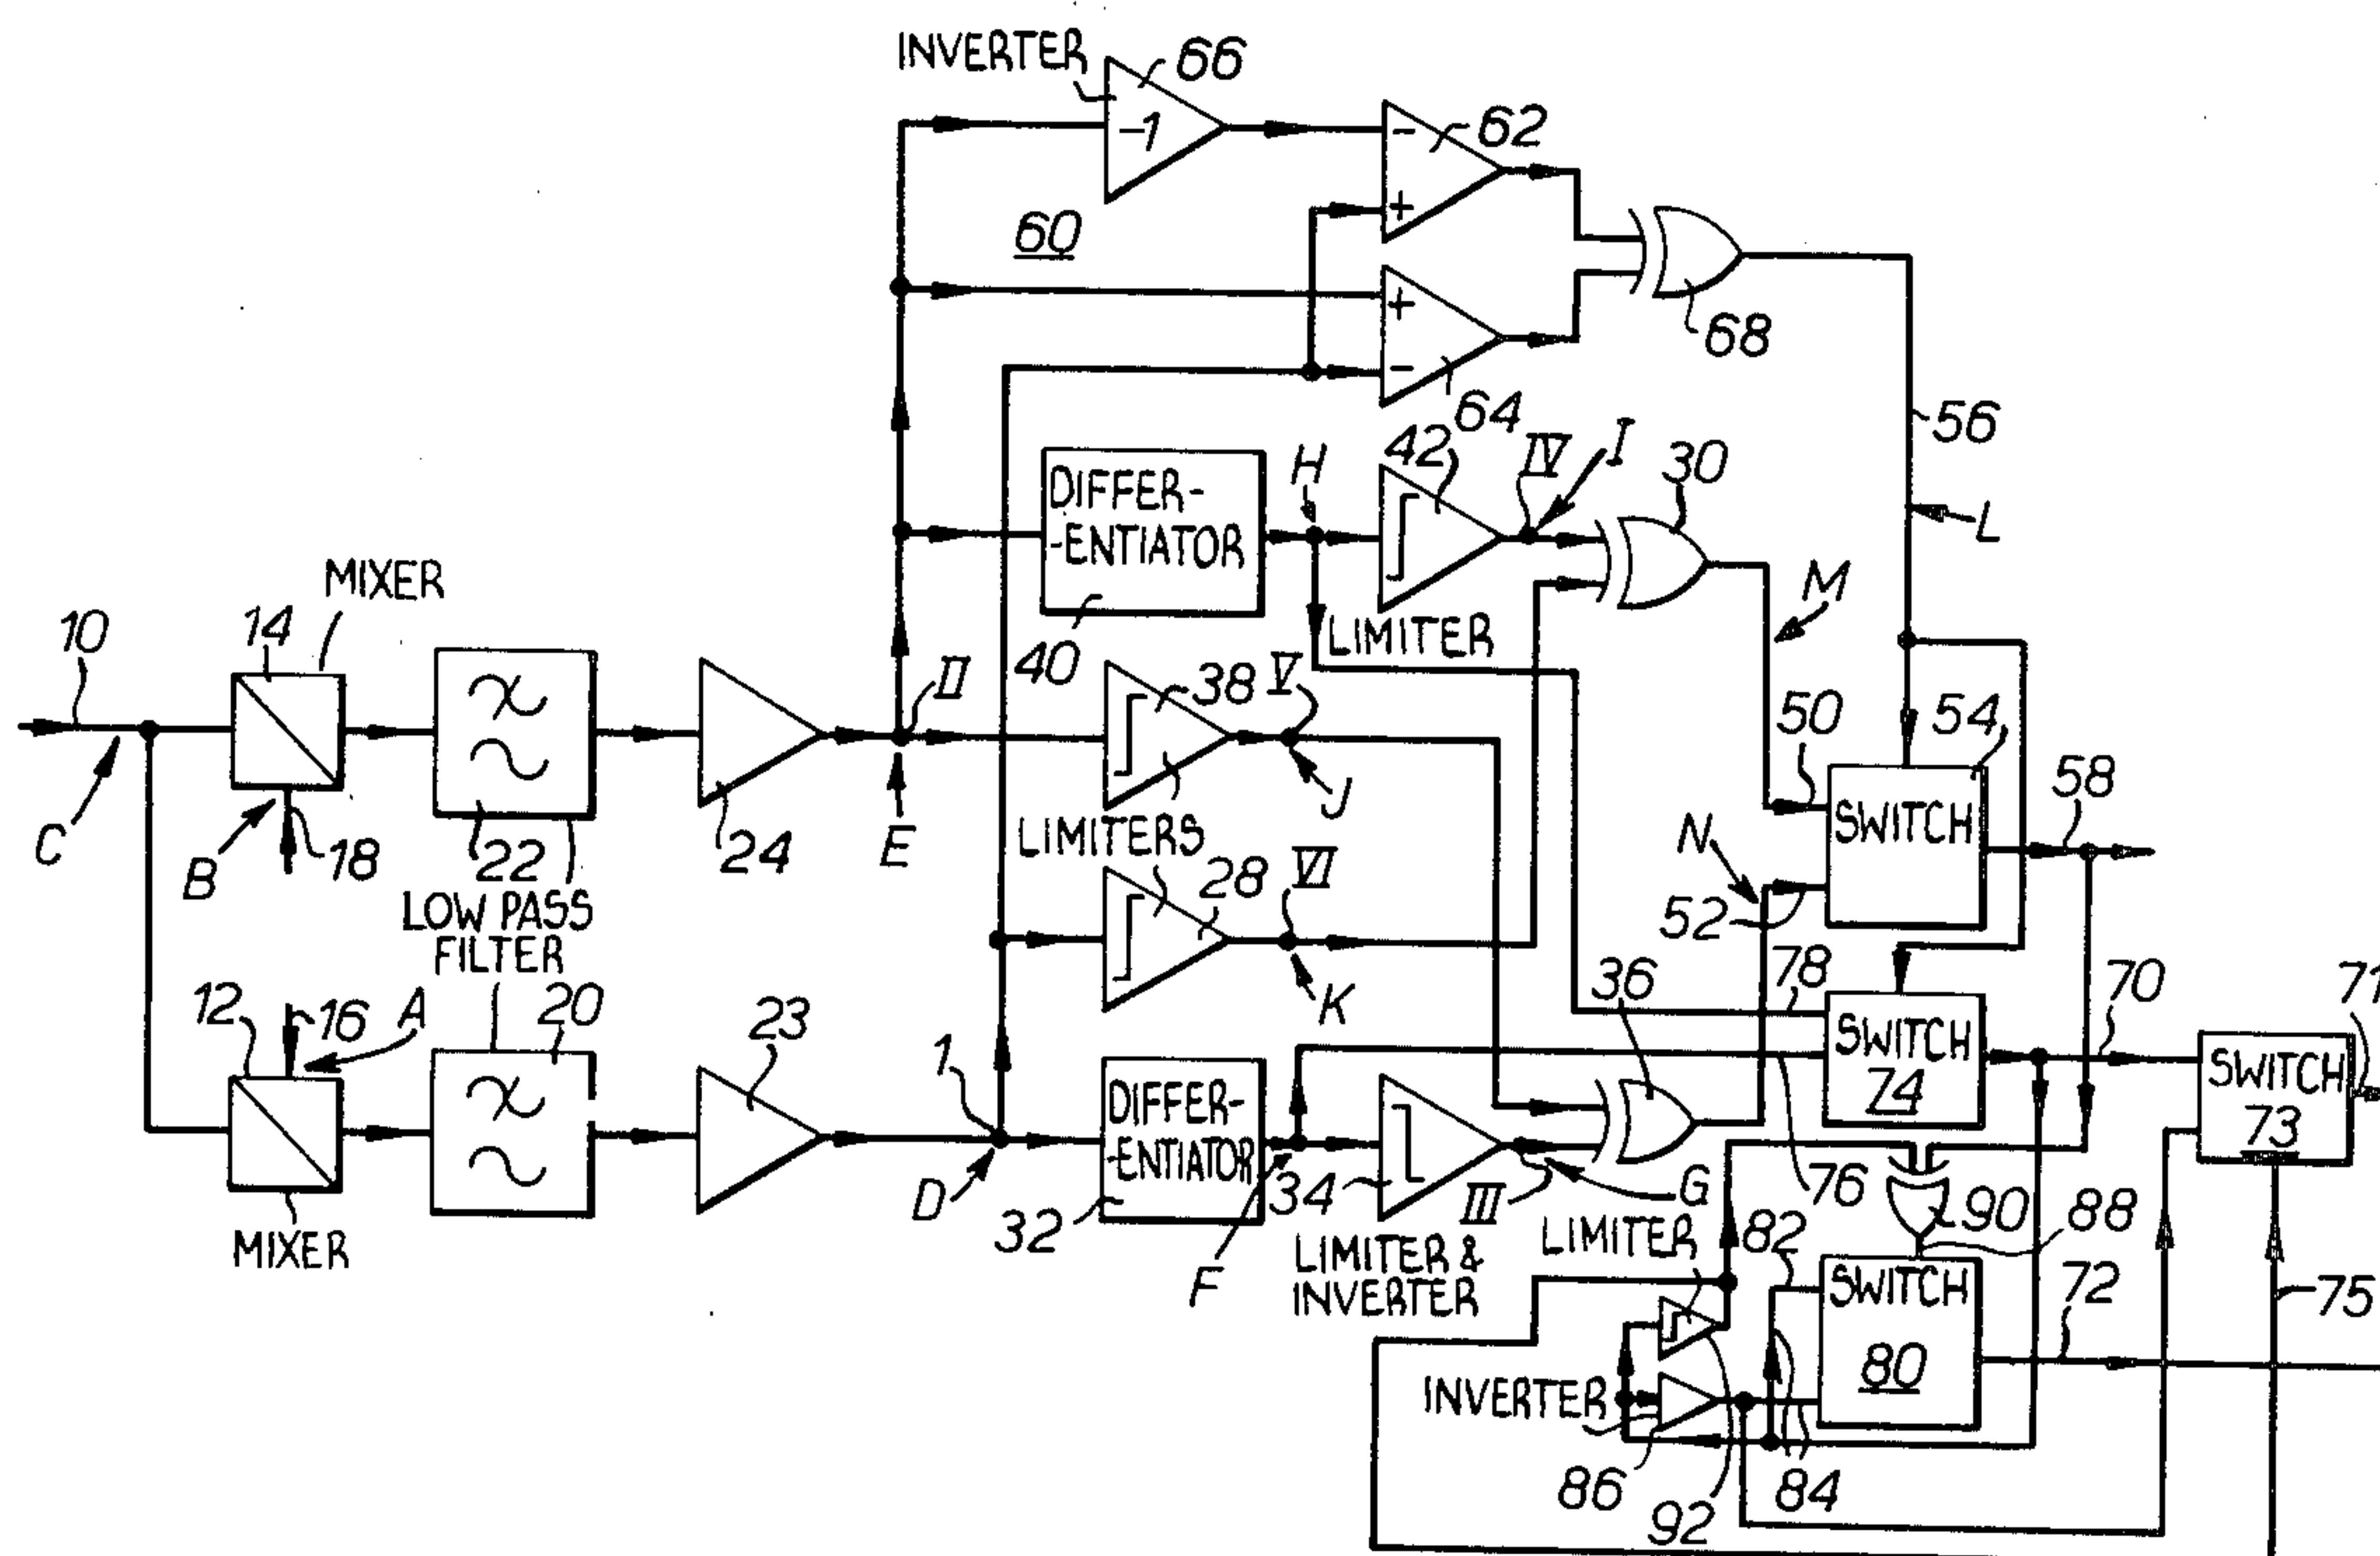 INVERTER
66
-1
-
62
+
60
+
68
-
64
56
DIFFER-
-ENTIATOR
40
H
42
IV
I
30
L
LIMITER
M
MIXER
10
14
C
B
18
22
LOW PASS
FILTER
24
II
E
38
V
J
LIMITERS
28
VI
K
50
54
SWITCH
58
N
52
12
16
A
20
MIXER
23
1
D
DIFFER-
-ENTIATOR
32
F
34
III
G
LIMITER &
INVERTER
36
78
SWITCH
74
70
76
SWITCH
73
71
75
LIMITER
82
90
88
SWITCH
80
72
INVERTER
86
92
84